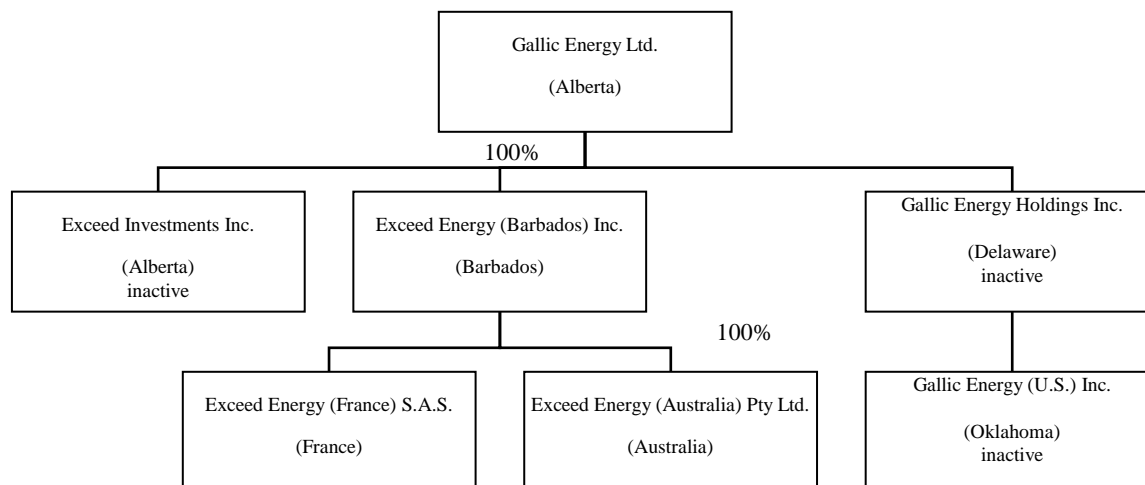 Gallic Energy Ltd.
(Alberta)
100%
Exceed Investments Inc.
(Alberta)
inactive
Exceed Energy (Barbados) Inc.
(Barbados)
Gallic Energy Holdings Inc.
(Delaware)
inactive
100%
Exceed Energy (France) S.A.S.
(France)
Exceed Energy (Australia) Pty Ltd.
(Australia)
Gallic Energy (U.S.) Inc.
(Oklahoma)
inactive